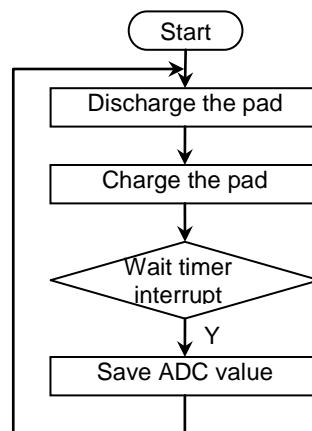 Start
Discharge the pad
Charge the pad
Wait timer
interrupt
Y
Save ADC value